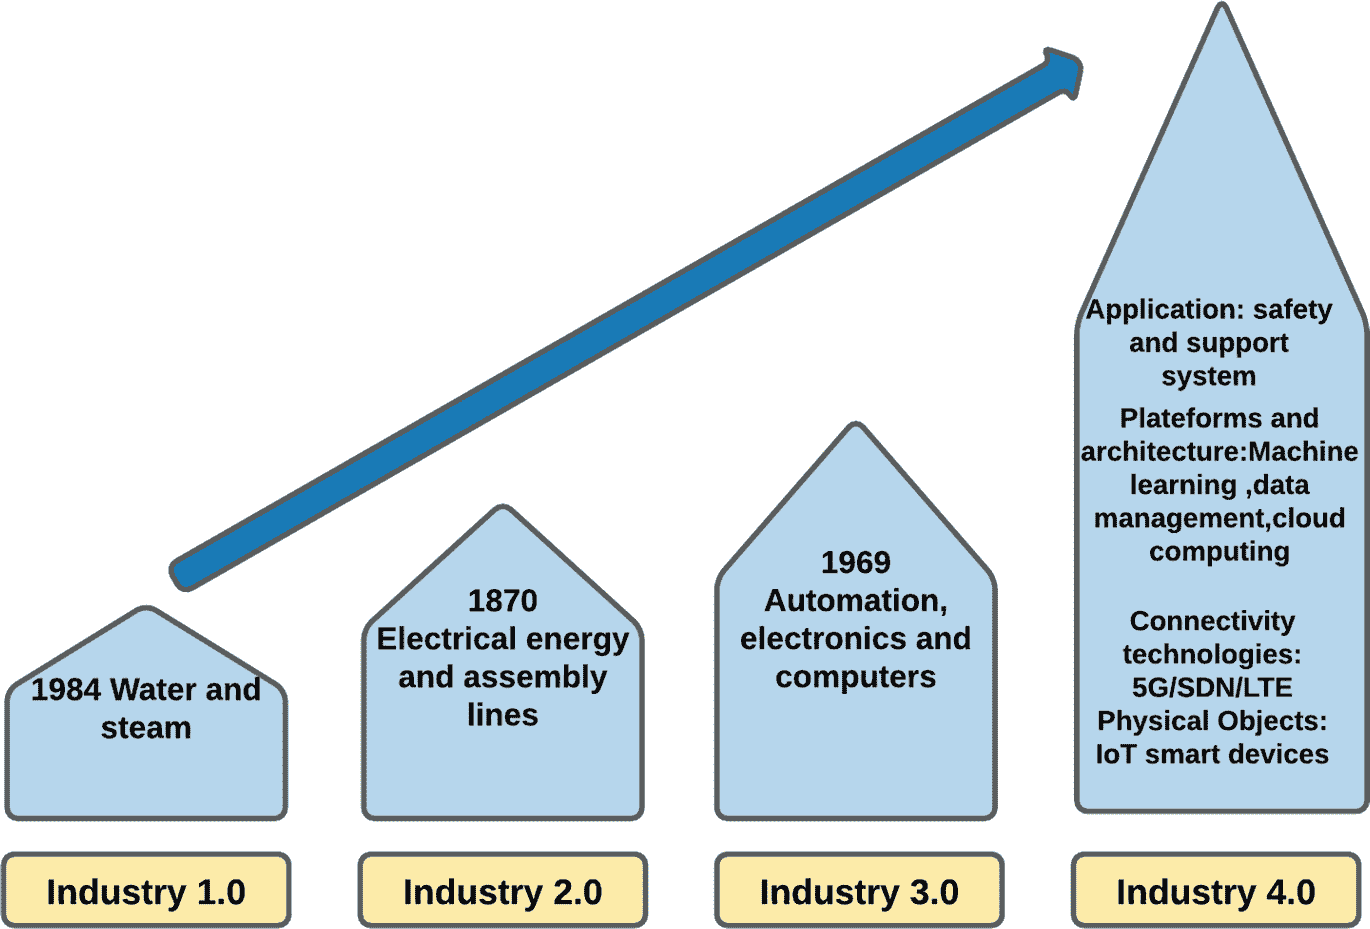 1984 Water and
steam
Industry 1.0
1870
Electrical energy
and assembly
lines
Industry 2.0
1969
Automation,
electronics and
computers
Industry 3.0
Application: safety
and support
system
Plateforms and
architecture:Machine
learning ,data
management,cloud
computing
Connectivity
technologies:
5G/SDN/LTE
Physical Objects:
IoT smart devices
Industry 4.0